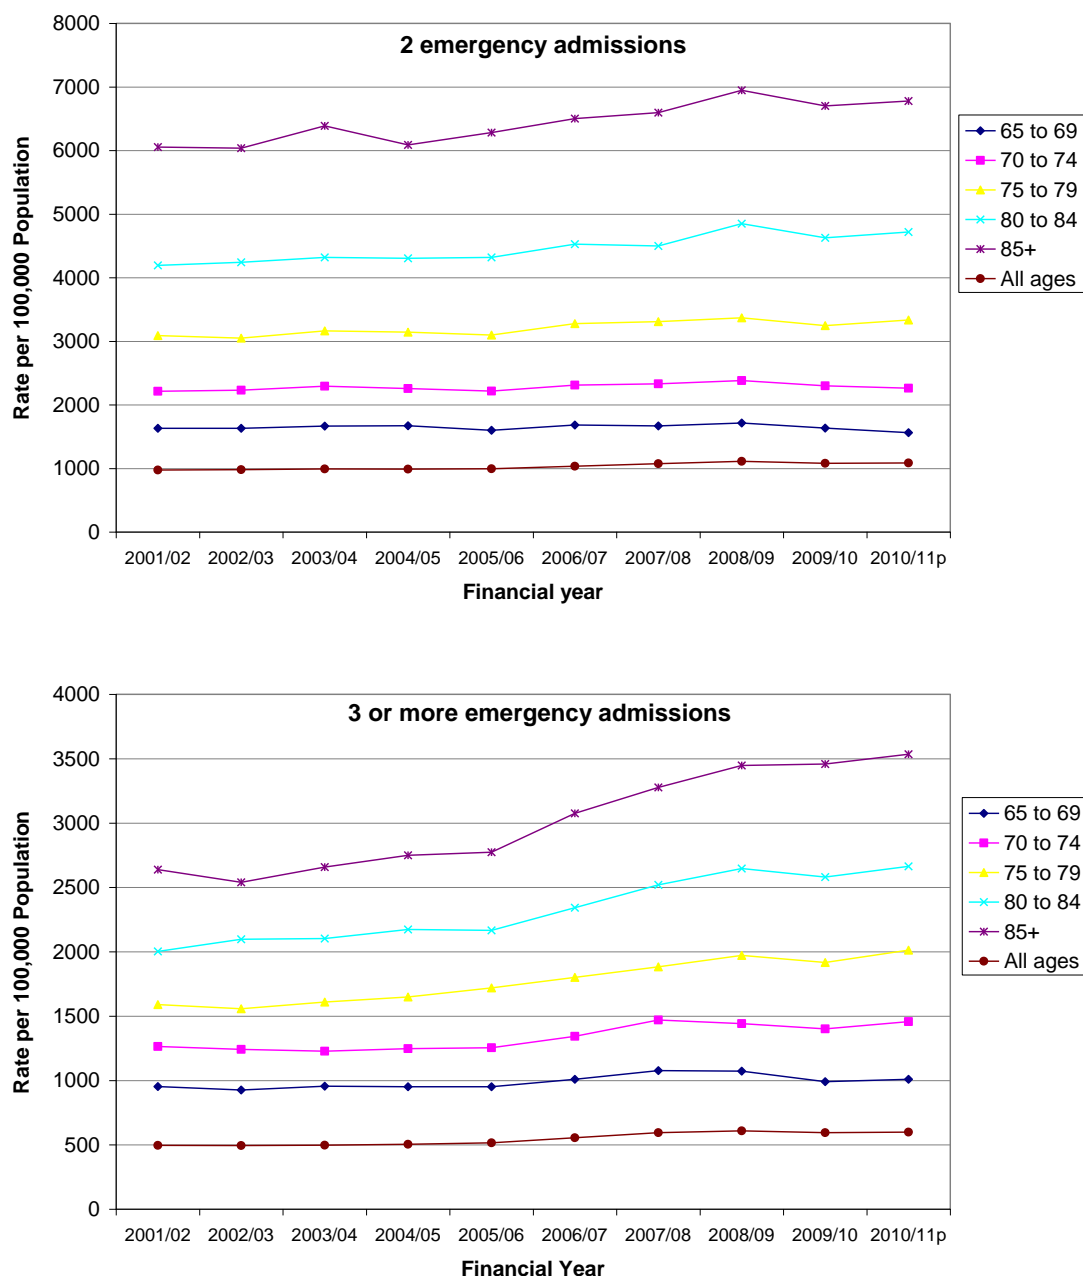 2 emergency admissions
Rate per 100,000 Population
8000
7000
6000
5000
4000
3000
2000
1000
0
2001/02 2002/03 2003/04 2004/05 2005/06 2006/07 2007/08 2008/09 2009/10 2010/11p
Financial year
65 to 69
70 to 74
75 to 79
80 to 84
85+
All ages
3 or more emergency admissions
Rate per 100,000 Population
4000
3500
3000
2500
2000
1500
1000
500
0
2001/02 2002/03 2003/04 2004/05 2005/06 2006/07 2007/08 2008/09 2009/10 2010/11p
Financial Year
65 to 69
70 to 74
75 to 79
80 to 84
85+
All ages